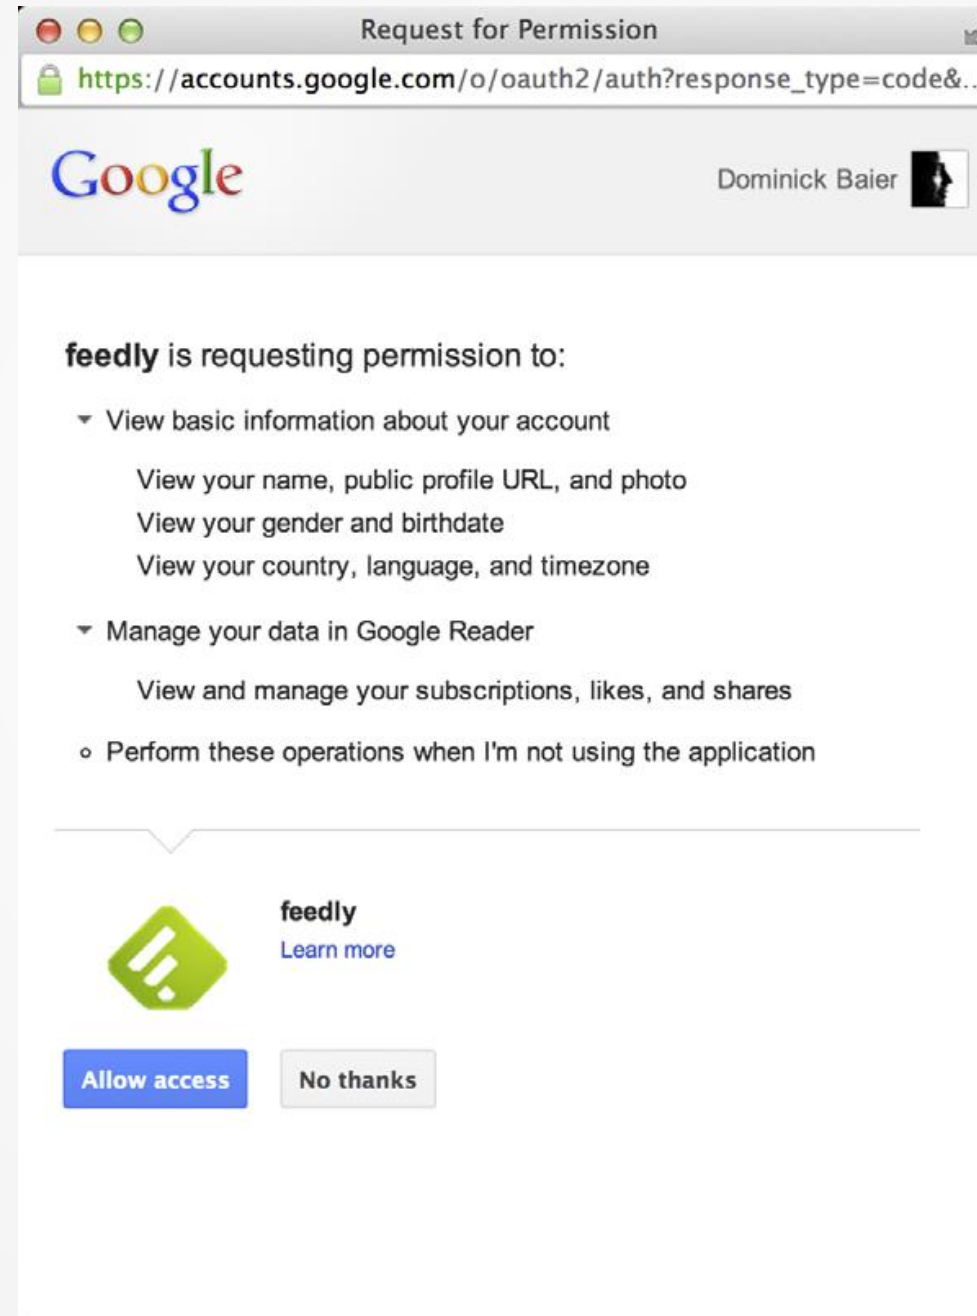 Request for Permission
https://accounts.google.com/o/oauth2/auth?response_type=code&...
Google
Dominick Baier
feedly is requesting permission to:
View basic information about your account
View your name, public profile URL, and photo
View your gender and birthdate
View your country, language, and timezone
Manage your data in Google Reader
View and manage your subscriptions, likes, and shares
Perform these operations when I'm not using the application
feedly
Learn more
Allow access
No thanks